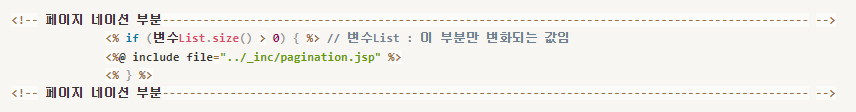 <!-- 페이지 네이션 부분------------------------------------------------------------------------------------------------------------ -->
<% if (변수List.size() > 0) { %> // 변수List : 이 부분만 변화되는 값임
<%@ include file="../_inc/pagination.jsp" %>
<% } %>
<!-- 페이지 네이션 부분------------------------------------------------------------------------------------------------------------ -->